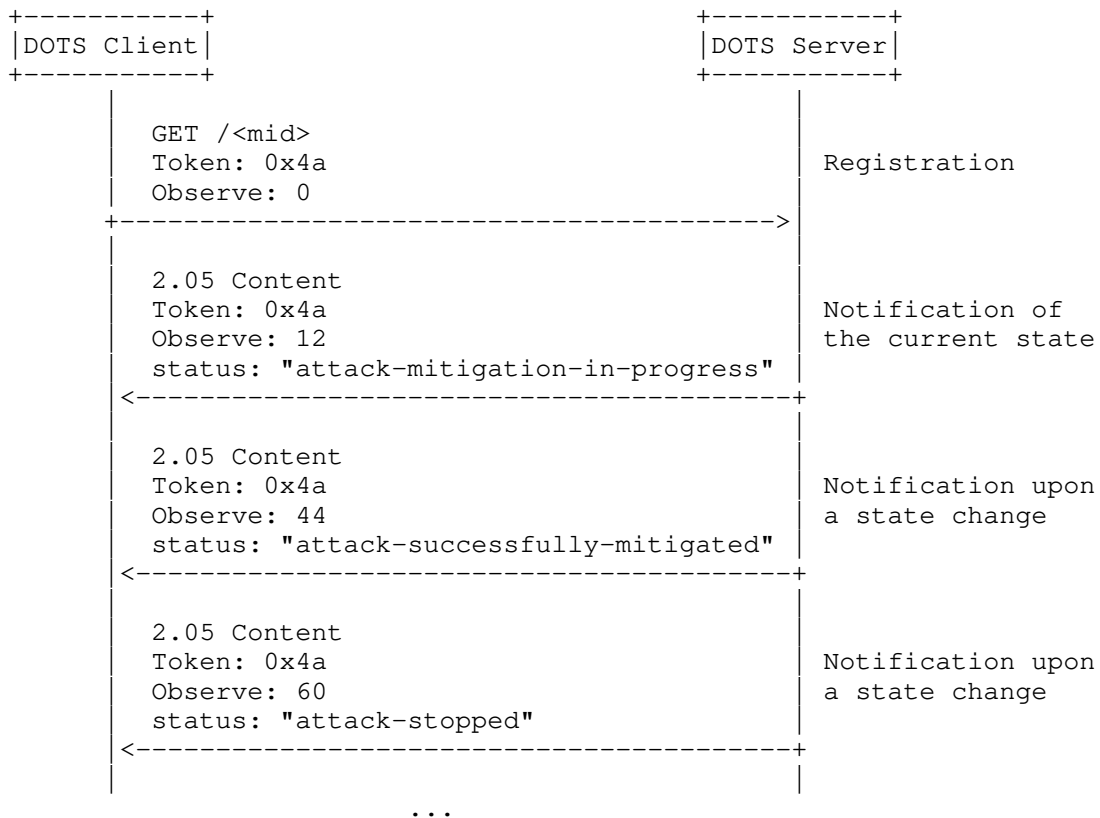 +-----------+                              +-----------+
|DOTS Client|                              |DOTS Server|
+-----------+                              +-----------+
      |                                          |
      |  GET /<mid>                              |
      |  Token: 0x4a                             | Registration
      |  Observe: 0                              |
      +----------------------------------------->|
      |                                          |
      |  2.05 Content                            |
      |  Token: 0x4a                             | Notification of
      |  Observe: 12                             | the current state
      |  status: "attack-mitigation-in-progress" |
      |<-----------------------------------------+
      |                                          |
      |  2.05 Content                            |
      |  Token: 0x4a                             | Notification upon
      |  Observe: 44                             | a state change
      |  status: "attack-successfully-mitigated" |
      |<-----------------------------------------+
      |                                          |
      |  2.05 Content                            |
      |  Token: 0x4a                             | Notification upon
      |  Observe: 60                             | a state change
      |  status: "attack-stopped"                |
      |<-----------------------------------------+
      |                                          |
                         ...